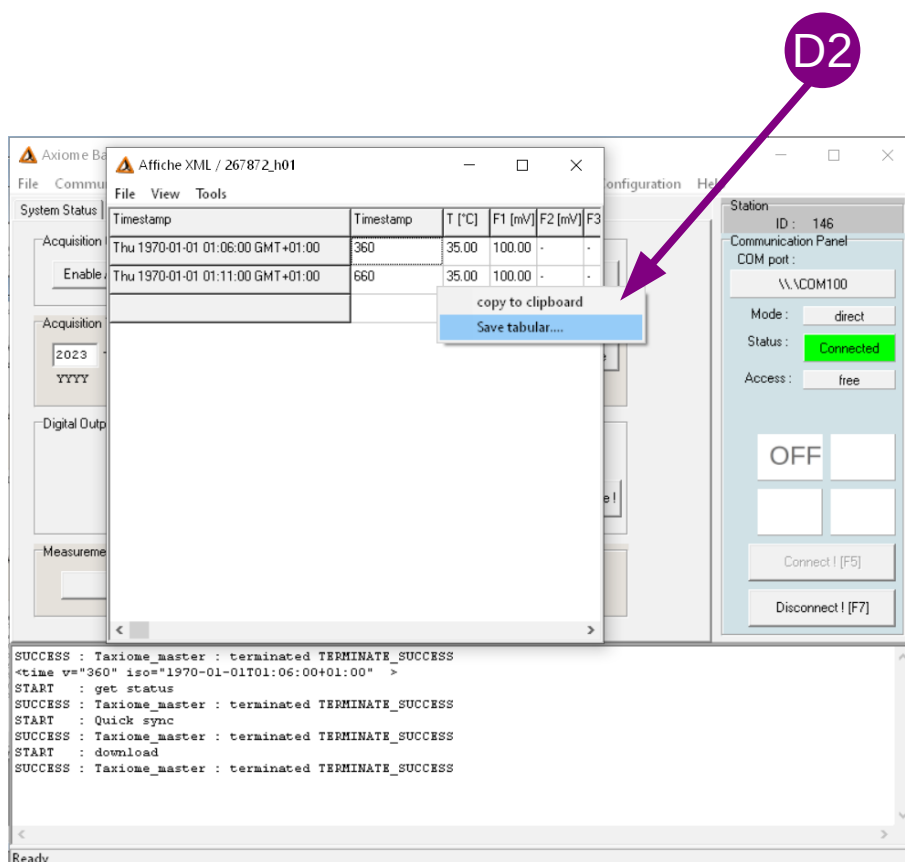 D2
Axiome Ba
File Commu
onfiguration He
System Status
Acquisition
Enable
Acquisition
2023
YYYY
Digital Outp
e !
Measureme
Affiche XML / 267872_h01
File View Tools
Timestamp Timestamp T [°C] F1 [mV] F2 [mV] F3
Thu 1970-01-01 01:06:00 GMT+01:00 360 35.00 100.00 - -
Thu 1970-01-01 01:11:00 GMT+01:00 660 35.00 100.00 - -
copy to clipboard
Save tabular....
Station
ID : 146
Communication Panel
COM port :
\\.\COM100
Mode : direct
Status : Connected
Access : free
OFF
Connect ! [F5]
Disconnect ! [F7]
SUCCESS : Taxiome_master : terminated TERMINATE_SUCCESS
<time v="360" iso="1970-01-01T01:06:00+01:00" >
START : get status
SUCCESS : Taxiome_master : terminated TERMINATE_SUCCESS
START : Quick sync
SUCCESS : Taxiome_master : terminated TERMINATE_SUCCESS
START : download
SUCCESS : Taxiome_master : terminated TERMINATE_SUCCESS
Ready